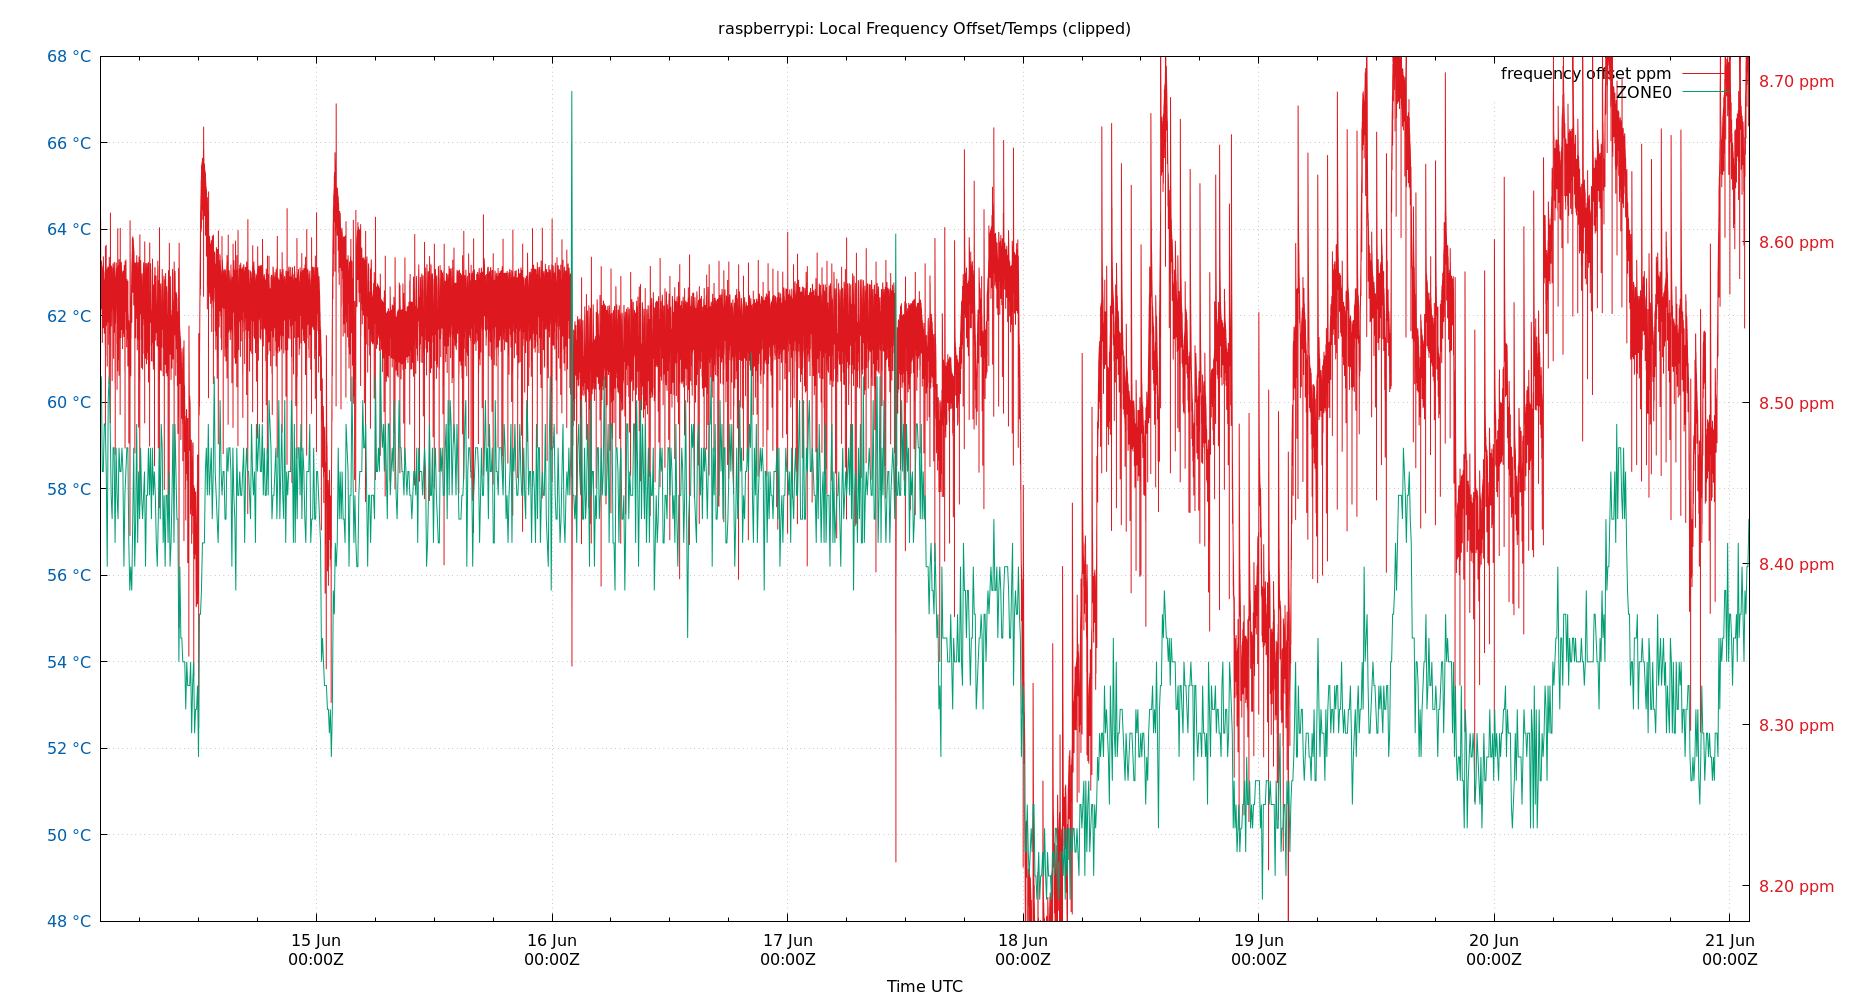 raspberrypi: Local Frequency Offset/Temps (clipped)
68 °C
66 °C
64 °C
62 °C
60 °C
58 °C
56 °C
54 °C
52 °C
50 °C
48 °C
frequency offset ppm
ZONE0
8.70 ppm
8.60 ppm
8.50 ppm
8.40 ppm
8.30 ppm
8.20 ppm
15 Jun
00:00Z
16 Jun
00:00Z
17 Jun
00:00Z
18 Jun
00:00Z
19 Jun
00:00Z
20 Jun
00:00Z
21 Jun
00:00Z
Time UTC